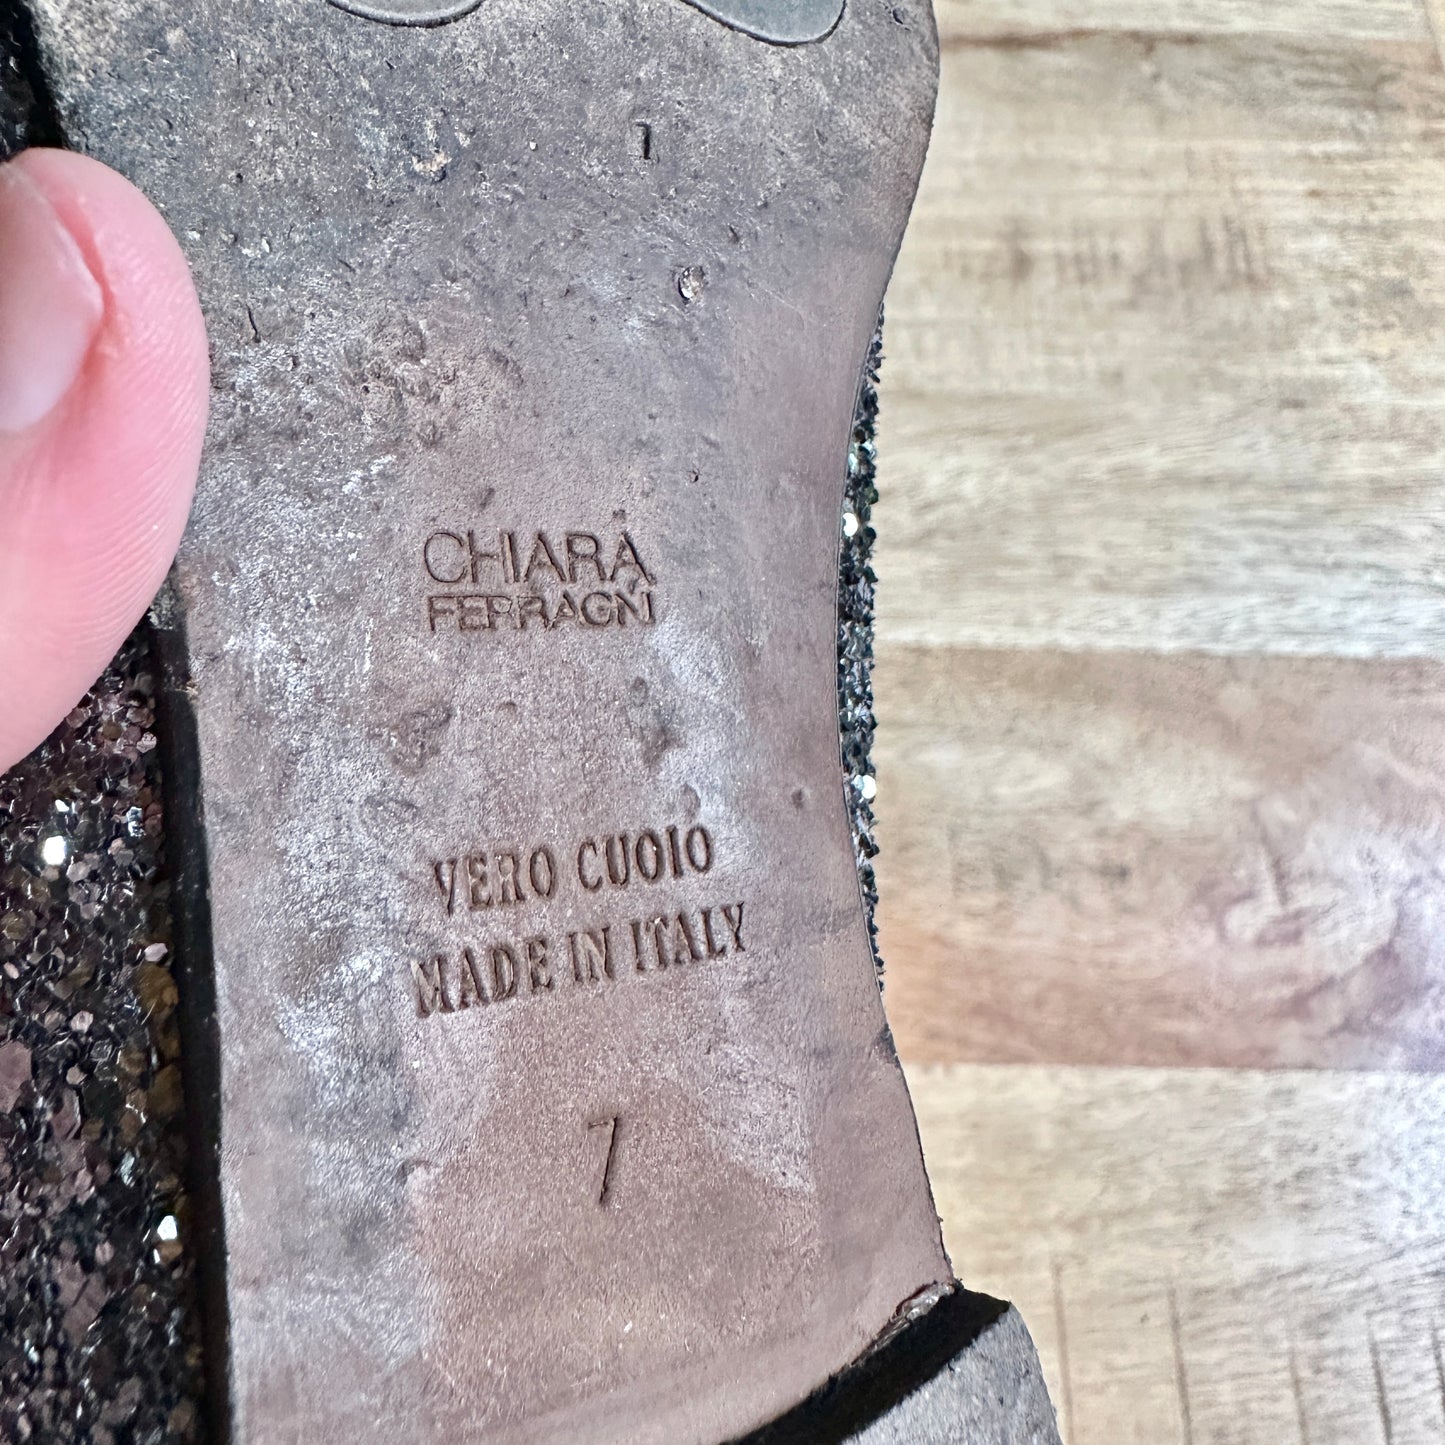 CHIARA
FERRAGNI
VERO CUOIO
MADE IN ITALY
7